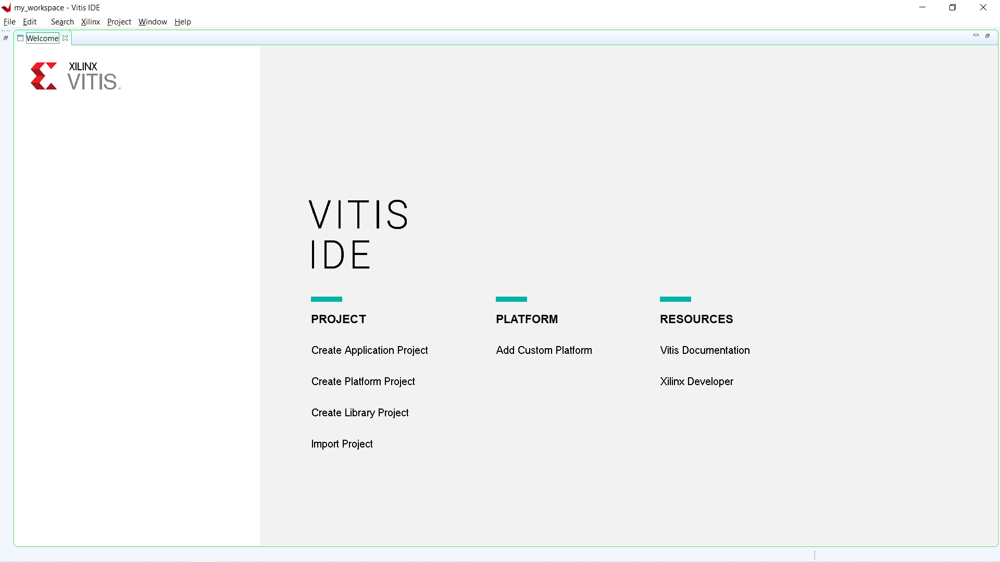 my_workspace - Vitis IDE
File Edit Search Xilinx Project Window Help
Welcome
XILINX
VITIS
VITIS
IDE
PROJECT PLATFORM RESOURCES
Create Application Project Add Custom Platform Vitis Documentation
Create Platform Project Xilinx Developer
Create Library Project
Import Project